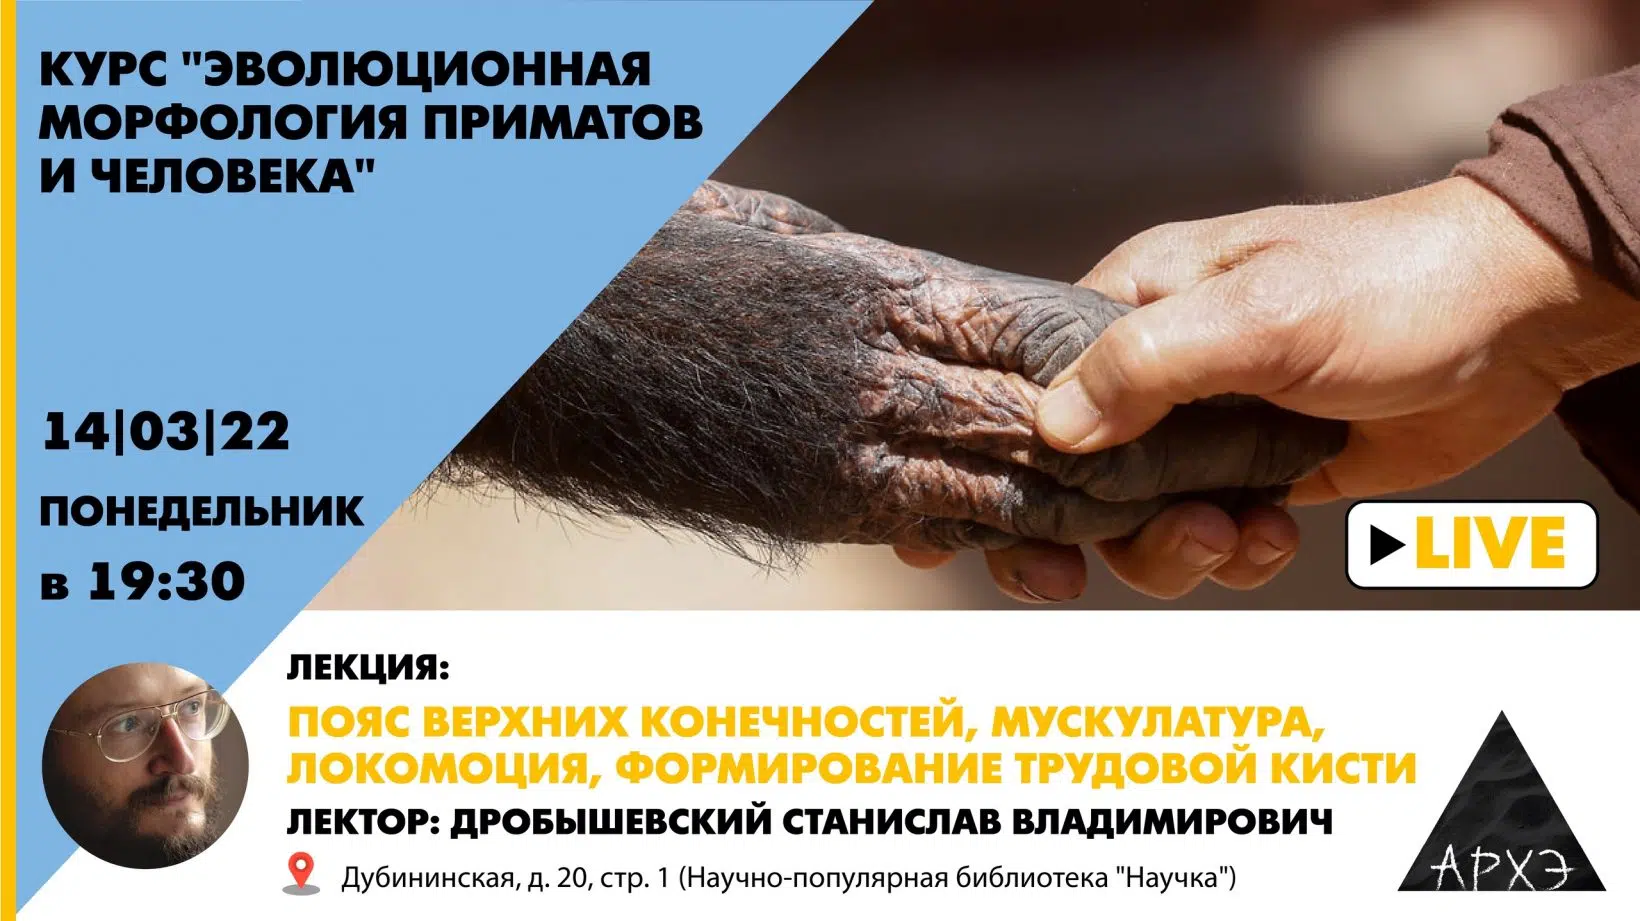 КУРС "ЭВОЛЮЦИОННАЯ
МОРФОЛОГИЯ ПРИМАТОВ
И ЧЕЛОВЕКА"
14|03|22
ПОНЕДЕЛЬНИК
в 19:30
LIVE
ЛЕКЦИЯ:
ПОЯС ВЕРХНИХ КОНЕЧНОСТЕЙ, МУСКУЛАТУРА,
ЛОКОМОЦИЯ, ФОРМИРОВАНИЕ ТРУДОВОЙ КИСТИ
ЛЕКТОР: ДРОБЫШЕВСКИЙ СТАНИСЛАВ ВЛАДИМИРОВИЧ
Дубининская, д. 20, стр. 1 (Научно-популярная библиотека "Научка")
АРХЭ